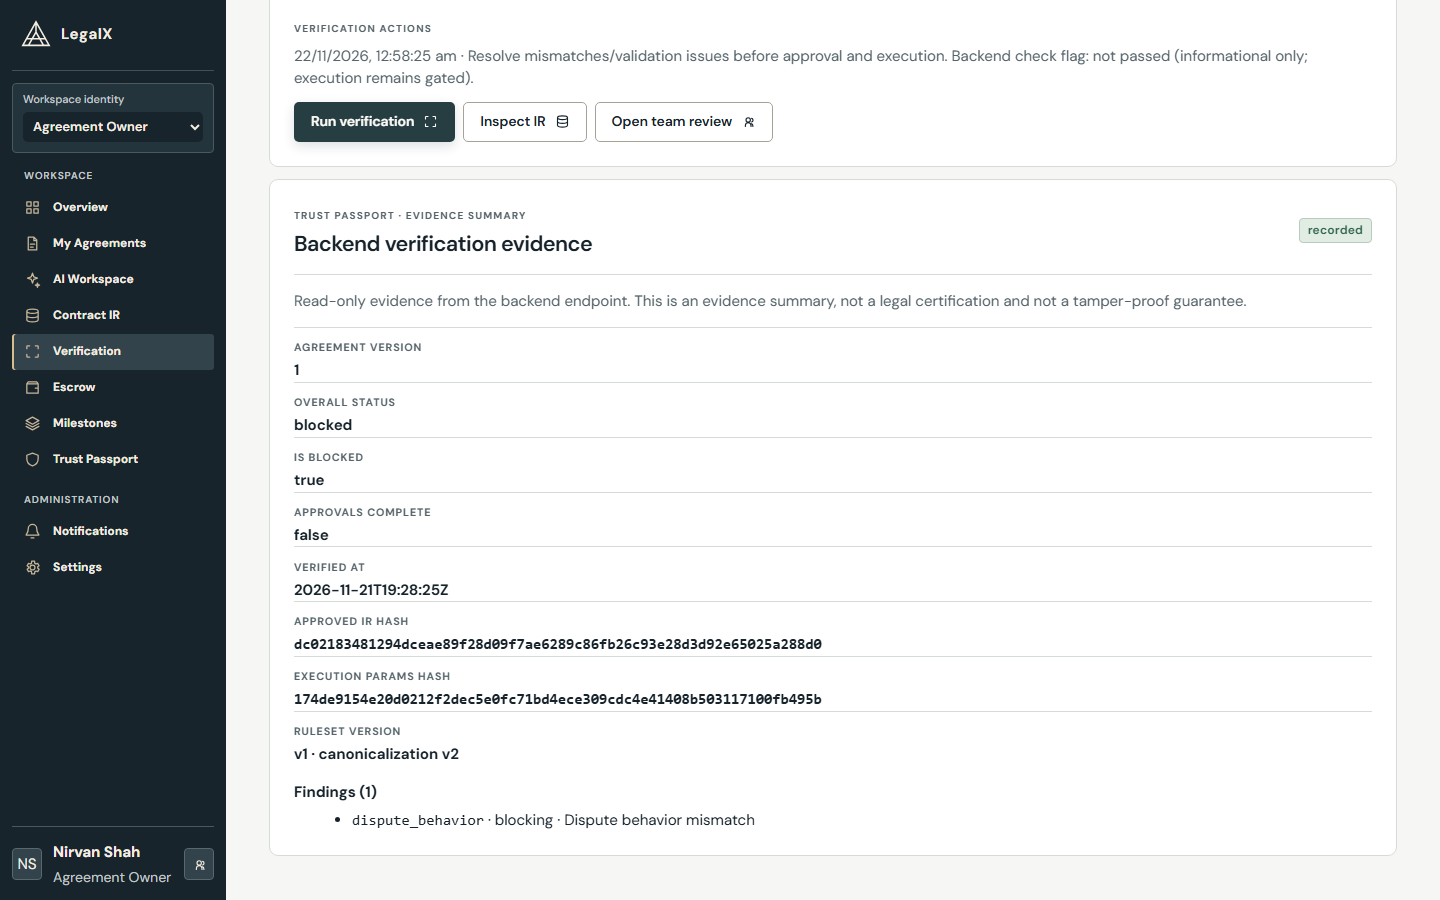 LegalX
Workspace identity
Agreement Owner
WORKSPACE
Overview
My Agreements
AI Workspace
Contract IR
Verification
Escrow
Milestones
Trust Passport
ADMINISTRATION
Notifications
Settings
NS
Nirvan Shah
Agreement Owner
VERIFICATION ACTIONS
22/11/2026, 12:58:25 am · Resolve mismatches/validation issues before approval and execution. Backend check flag: not passed (informational only;
execution remains gated).
Run verification
Inspect IR
Open team review
TRUST PASSPORT · EVIDENCE SUMMARY
Backend verification evidence
recorded
Read-only evidence from the backend endpoint. This is an evidence summary, not a legal certification and not a tamper-proof guarantee.
AGREEMENT VERSION
1
OVERALL STATUS
blocked
IS BLOCKED
true
APPROVALS COMPLETE
false
VERIFIED AT
2026-11-21T19:28:25Z
APPROVED IR HASH
dc02183481294dceae89f28d09f7ae6289c86fb26c93e28d3d92e65025a288d0
EXECUTION PARAMS HASH
174de9154e20d0212f2dec5e0fc71bd4ece309cdc4e41408b503117100fb495b
RULESET VERSION
v1 · canonicalization v2
Findings (1)
• dispute_behavior · blocking · Dispute behavior mismatch